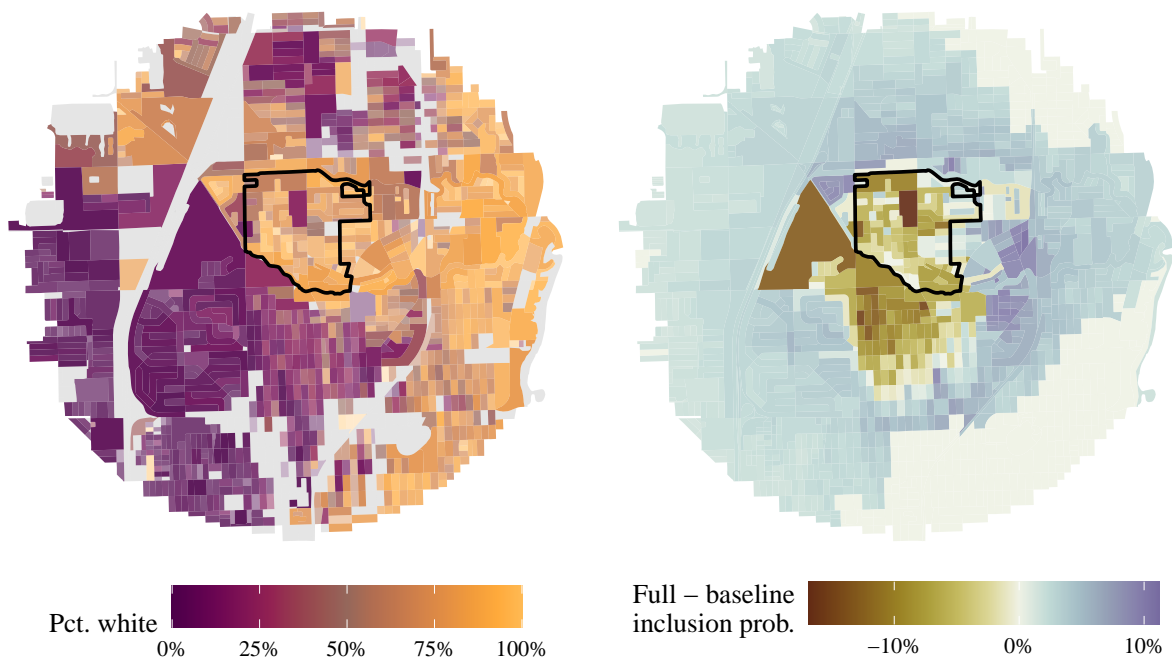 Pct. white
0% 25% 50% 75% 100%
Full − baseline
inclusion prob.
−10% 0% 10%